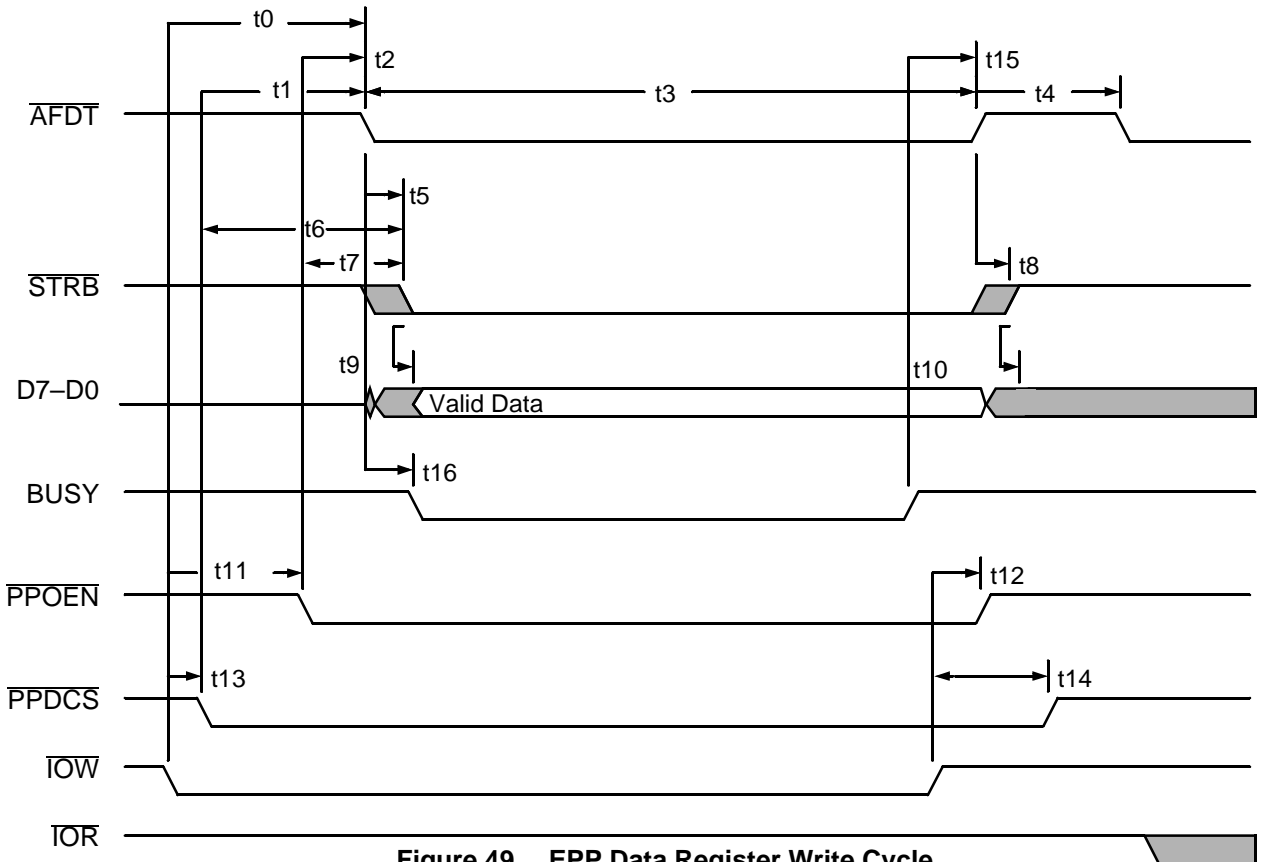 t0
t2
t15
t1
t3
t4
AFDT
t5
t6
t7
t8
STRB
t9
t10
D7–D0
Valid Data
t16
BUSY
t11
t12
PPOEN
t13
t14
PPDCS
IOW
IOR
Figure 49. EPP Data Register Write Cycle